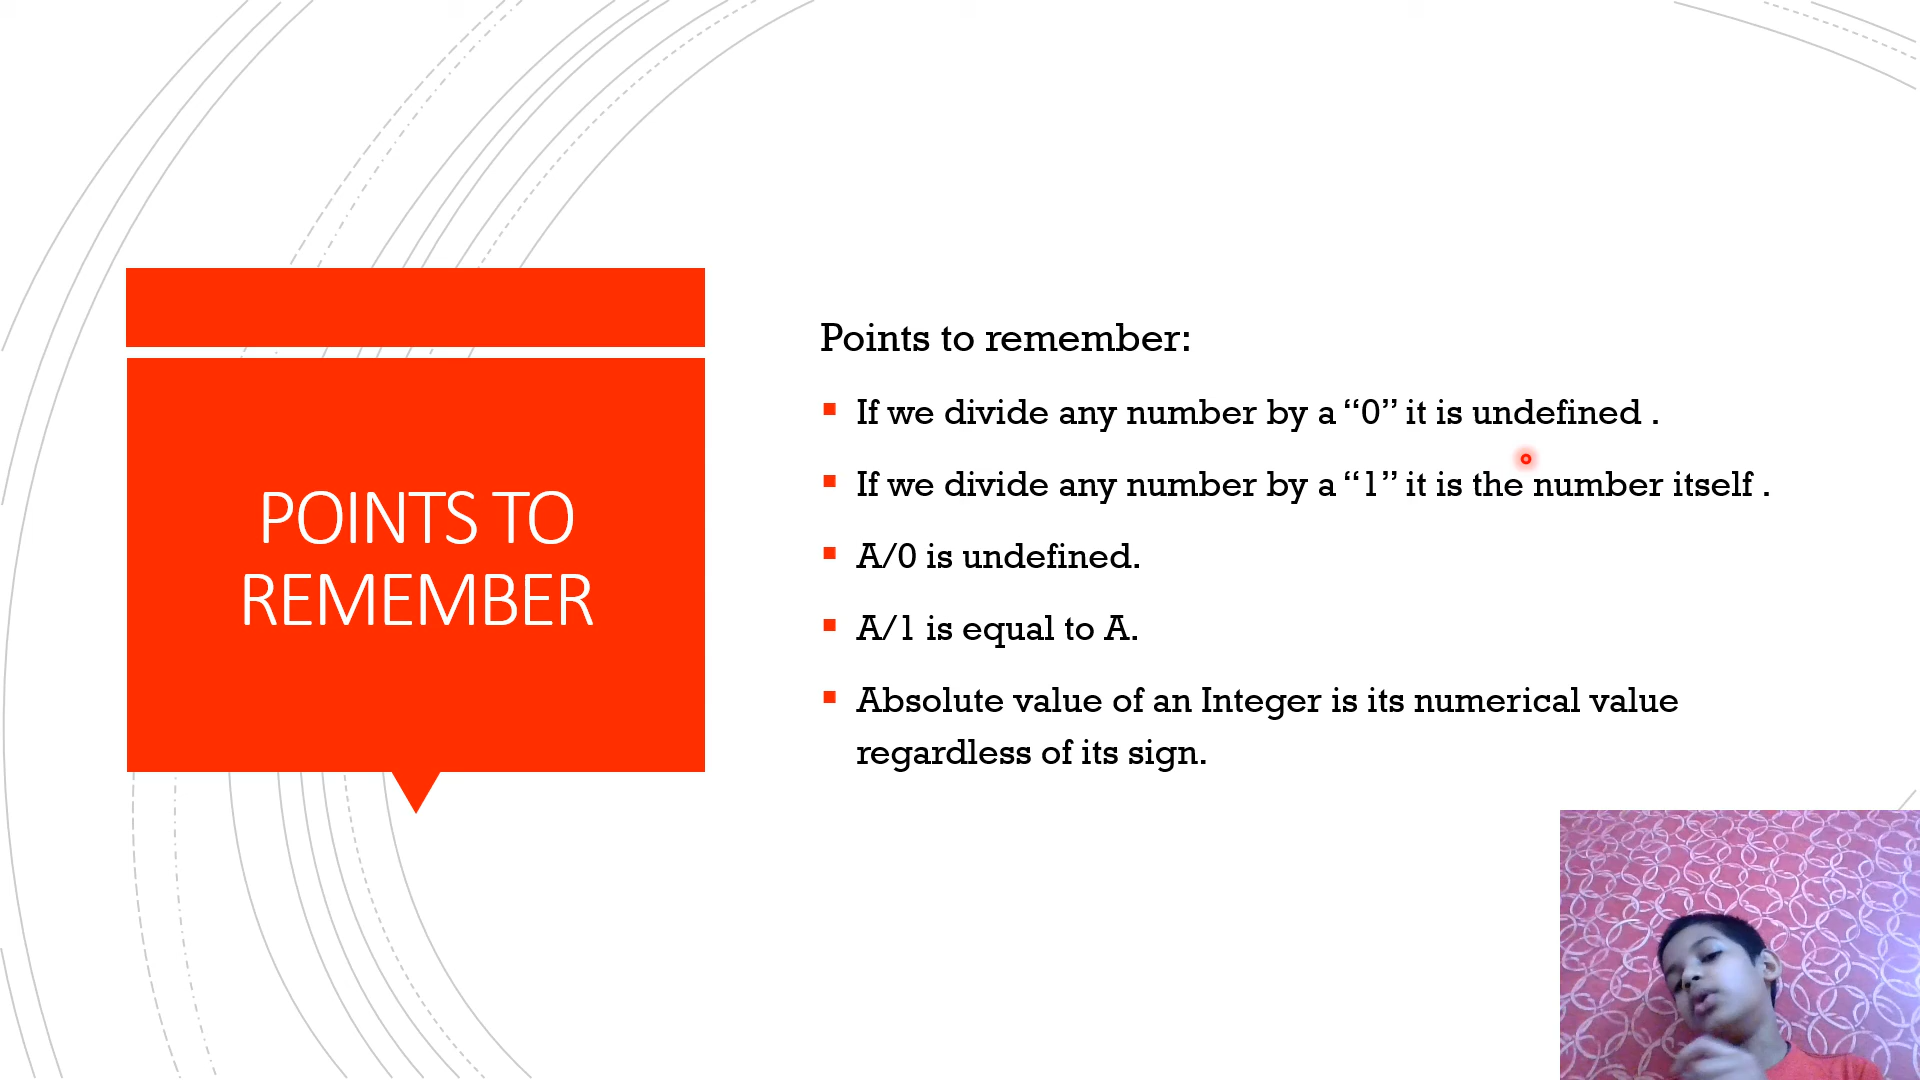 POINTS TO
REMEMBER
Points to remember:
If we divide any number by a “0” it is undefined .
If we divide any number by a “1” it is the number itself .
A/0 is undefined.
A/1 is equal to A.
Absolute value of an Integer is its numerical value
regardless of its sign.